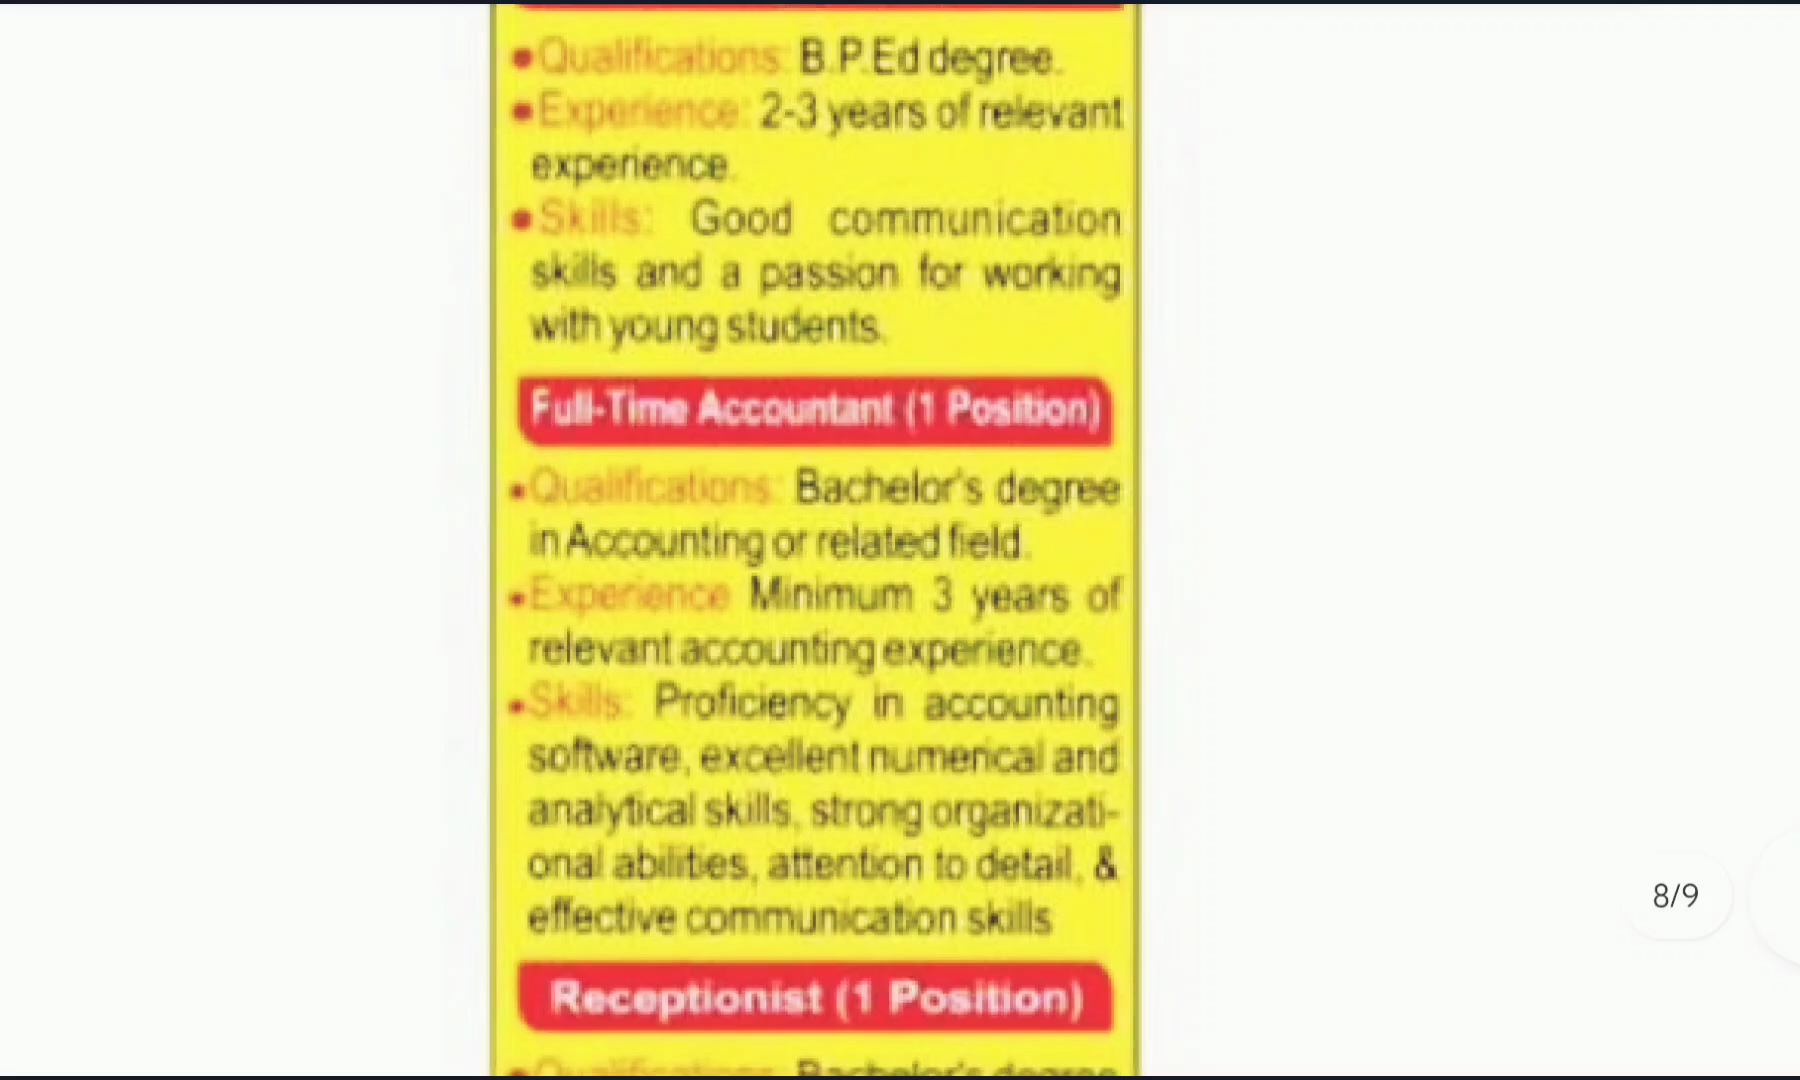 •Qualifications: B.P.Ed degree.
•Experience: 2-3 years of relevant
experience.
•Skills: Good communication
skills and a passion for working
with young students.
Full-Time Accountant (1 Position)
•Qualifications: Bachelor's degree
in Accounting or related field.
•Experience Minimum 3 years of
relevant accounting experience.
•Skills: Proficiency in accounting
software, excellent numerical and
analytical skills, strong organizati-
onal abilities, attention to detail, &
effective communication skills
8/9
Receptionist (1 Position)
•Qualifications: Bachelor's degree